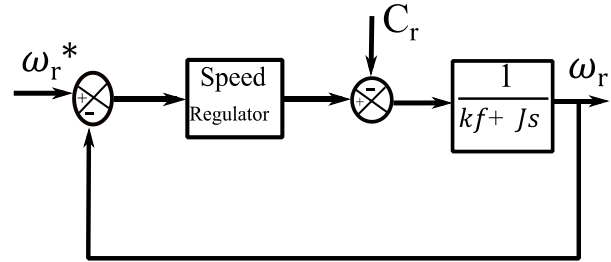 ωr*
+
-
Speed
Regulator
Cr
-
+
1
kf+ Js
ωr